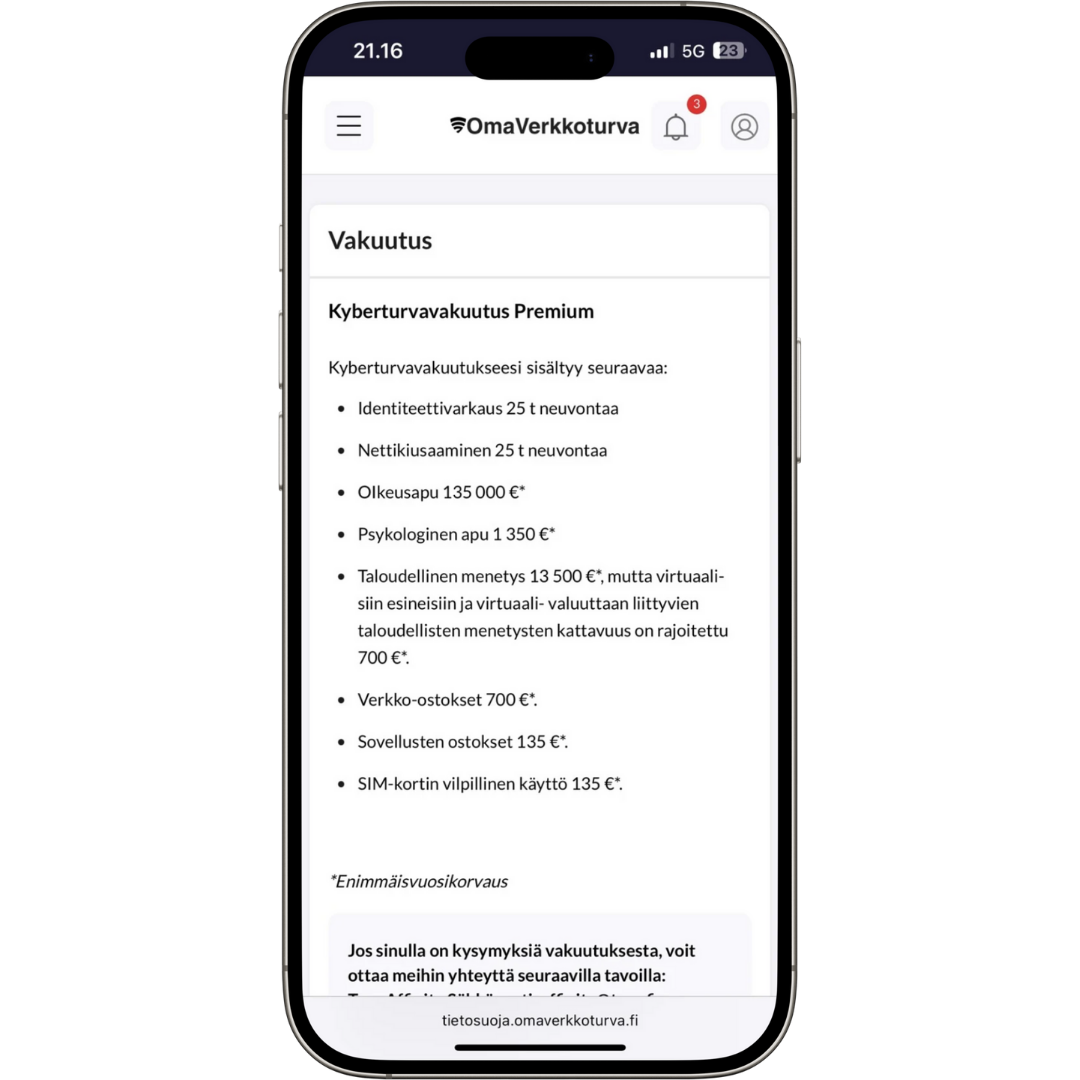 21.16
5G 23
3
OmaVerkkoturva
Vakuutus
Kyberturvavakuutus Premium
Kyberturvavakuutukseesi sisältyy seuraavaa:
• Identiteettivarkaus 25 t neuvontaa
• Nettikiusaaminen 25 t neuvontaa
• OIkeusapu 135 000 €*
• Psykologinen apu 1 350 €*
• Taloudellinen menetys 13 500 €*, mutta virtuaali-
siin esineisiin ja virtuaali- valuuttaan liittyvien
taloudellisten menetysten kattavuus on rajoitettu
700 €*.
• Verkko-ostokset 700 €*.
• Sovellusten ostokset 135 €*.
• SIM-kortin vilpillinen käyttö 135 €*.
*Enimmäisvuosikorvaus
Jos sinulla on kysymyksiä vakuutuksesta, voit
ottaa meihin yhteyttä seuraavilla tavoilla:
tietosuoja.omaverkkoturva.fi